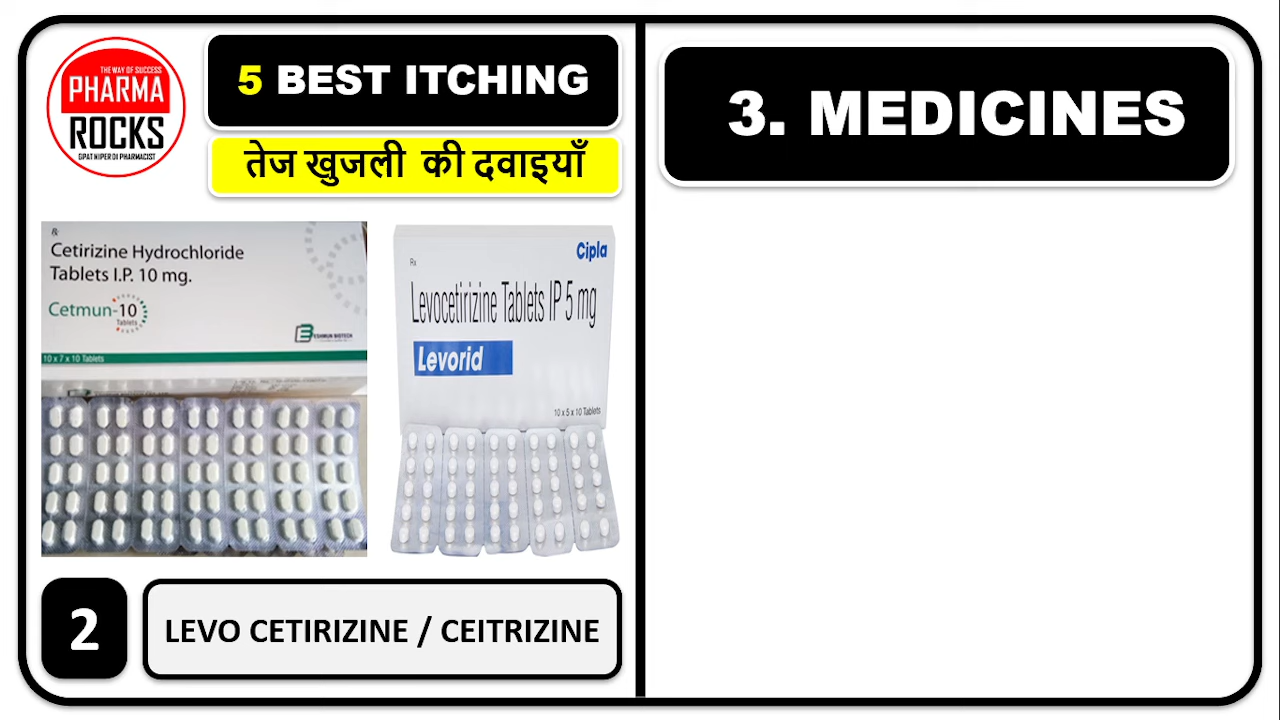 THE WAY OF SUCCESS
PHARMA
ROCKS
GPAT NIPER DI PHARMACIST
5 BEST ITCHING
तेज खुजली की दवाइयाँ
Rx
Cetirizine Hydrochloride
Tablets I.P. 10 mg.
Cetmun-10
Tablets
10 x 7 x 10 Tablets
Cipla
Rx
Levocetirizine Tablets IP 5 mg
Levorid
10 x 5 x 10 Tablets
2
LEVO CETIRIZINE / CEITRIZINE
3. MEDICINES